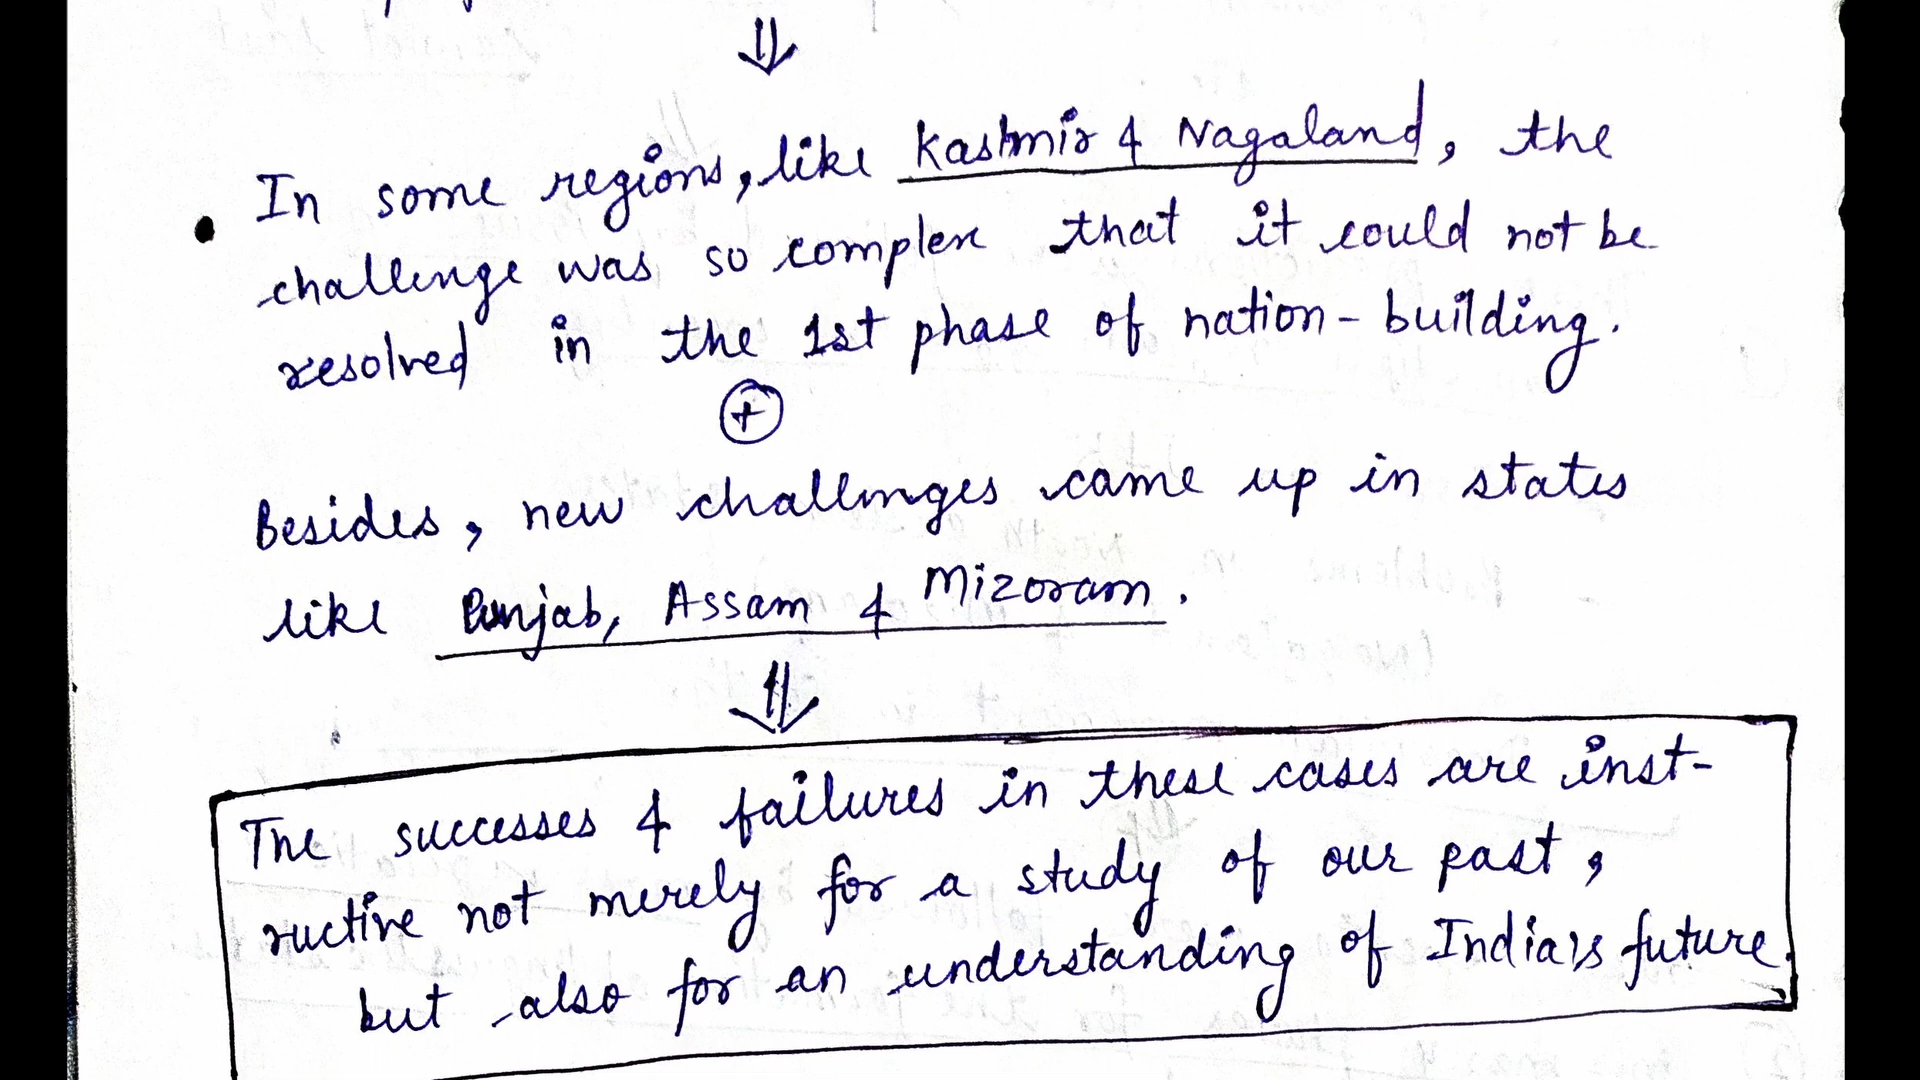 ⇓
• In some regions, like Kashmir & Nagaland, the
challenge was so complex that it could not be
resolved in the 1st phase of nation-building.
⊕
Besides, new challenges came up in states
like Punjab, Assam & Mizoram.
⇓
The successes & failures in these cases are inst-
ructive not merely for a study of our past,
but also for an understanding of India's future.